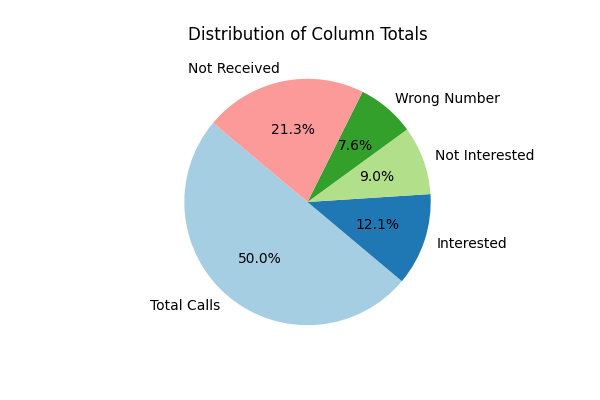 Distribution of Column Totals
Not Received
Wrong Number
21.3%
7.6%
Not Interested
9.0%
12.1%
Interested
50.0%
Total Calls